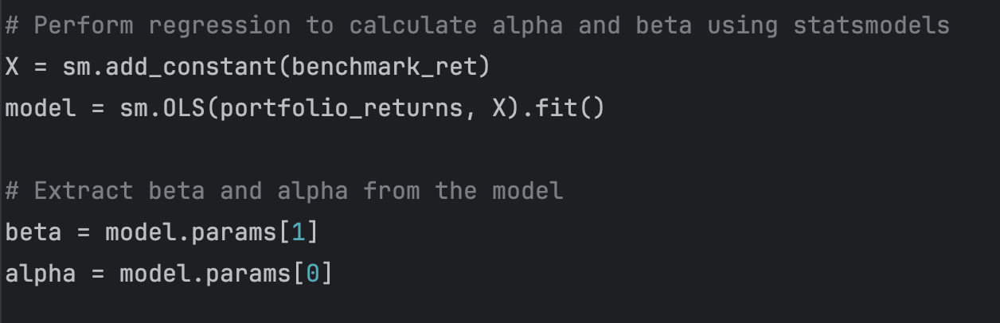 # Perform regression to calculate alpha and beta using statsmodels
X = sm.add_constant(benchmark_ret)
model = sm.OLS(portfolio_returns, X).fit()
# Extract beta and alpha from the model
beta = model.params[1]
alpha = model.params[0]